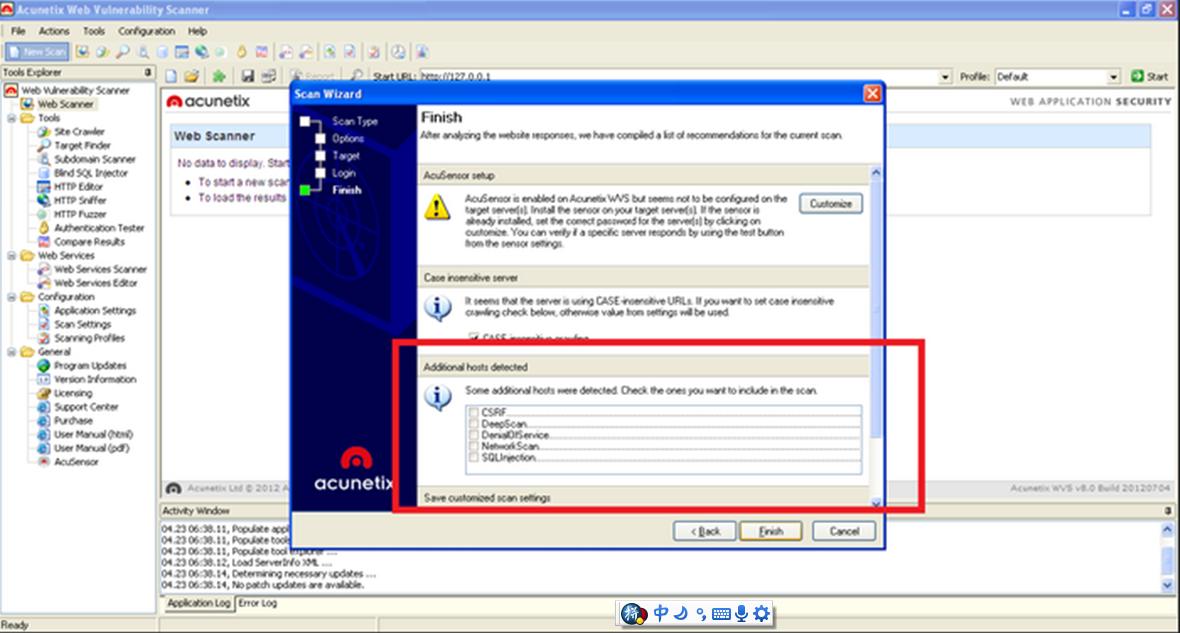 Acunetix Web Vulnerability Scanner
File Actions Tools Configuration Help
New Scan
Tools Explorer
Report
Start URL: http://127.0.0.1
Profile: Default
Start
Web Vulnerability Scanner
Web Scanner
Tools
Site Crawler
Target Finder
Subdomain Scanner
Blind SQL Injector
HTTP Editor
HTTP Sniffer
HTTP Fuzzer
Authentication Tester
Compare Results
Web Services
Web Services Scanner
Web Services Editor
Configuration
Application Settings
Scan Settings
Scanning Profiles
General
Program Updates
Version Information
Licensing
Support Center
Purchase
User Manual (html)
User Manual (pdf)
AcuSensor
acunetix
WEB APPLICATION SECURITY
Web Scanner
No data to display. Start
To start a new scan
To load the results
Scan Wizard
Scan Type
Options
Target
Login
Finish
acunetix
Finish
After analyzing the website responses, we have compiled a list of recommendations for the current scan.
AcuSensor setup
AcuSensor is enabled on Acunetix WVS but seems not to be configured on the
target server(s). Install the sensor on your target server(s). If the sensor is
already installed, set the correct password for the server(s) by clicking on
customize. You can verify if a specific server responds by using the test button
from the sensor settings.
Customize
Case insensitive server
It seems that the server is using CASE-insensitive URLs. If you want to set case insensitive
crawling check below, otherwise value from settings will be used.
CASE-insensitive crawling
Additional hosts detected
Some additional hosts were detected. Check the ones you want to include in the scan.
CSRF
DeepScan
DenialOfService
NetworkScan
SQLInjection
Save customized scan settings
< Back
Finish
Cancel
Acunetix Ltd © 2012 A
Acunetix WVS v8.0 Build 20120704
Activity Window
04.23 06:38.11, Populate appl
04.23 06:38.11, Populate tools
04.23 06:38.11, Populate tool explorer ....
04.23 06:38.12, Load ServerInfo XML ....
04.23 06:38.14, Determining necessary updates ....
04.23 06:38.14, No patch updates are available.
Application Log Error Log
Ready
中